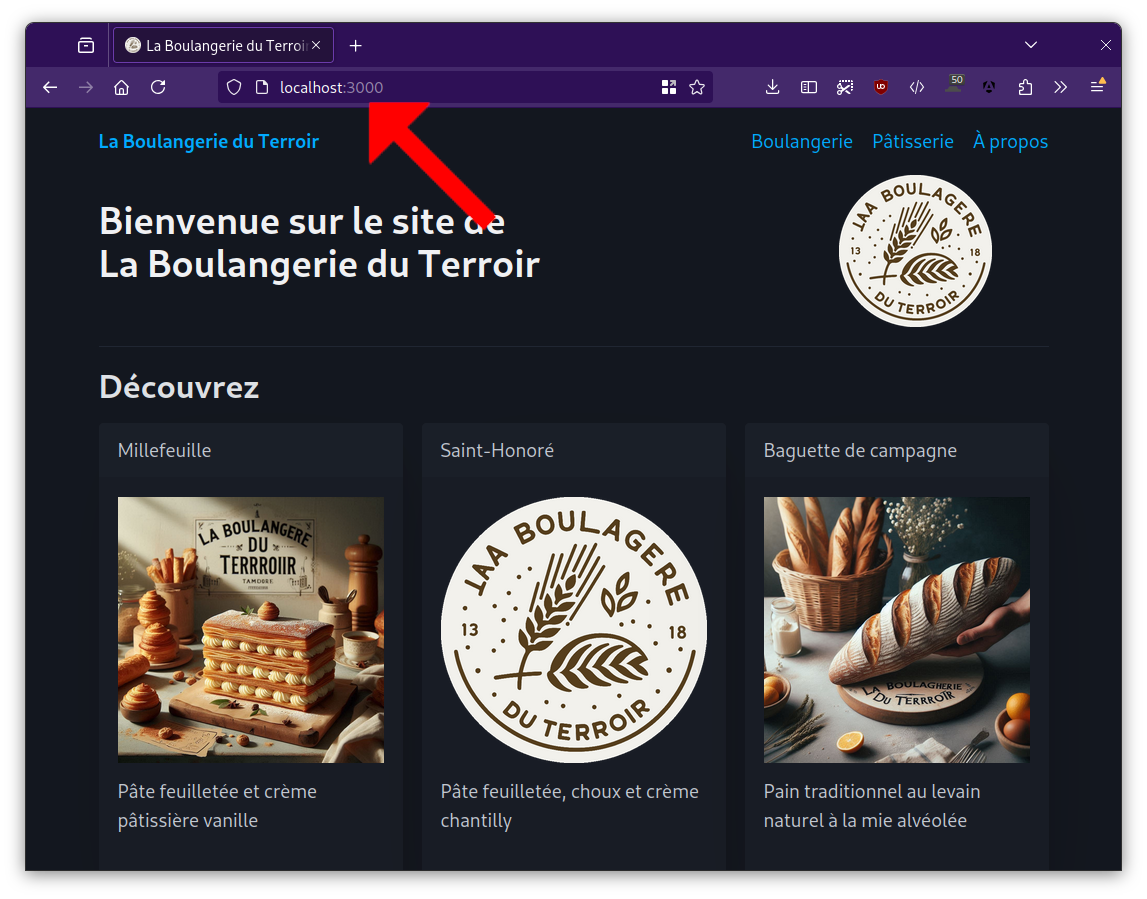 La Boulangerie du Terroir
localhost:3000
50
La Boulangerie du Terroir
Boulangerie Pâtisserie À propos
Bienvenue sur le site de
La Boulangerie du Terroir
IAA BOULAGERE
13 18
DU TERROIR
Découvrez
Millefeuille
LA BOULANGERE
DU
TERRROIIR
TAMDORE
Pâte feuilletée et crème
pâtissière vanille
Saint-Honoré
IAA BOULAGERE
13 18
DU TERROIR
Pâte feuilletée, choux et crème
chantilly
Baguette de campagne
LA BOULAGHERIE
DU TERRROIR
Pain traditionnel au levain
naturel à la mie alvéolée